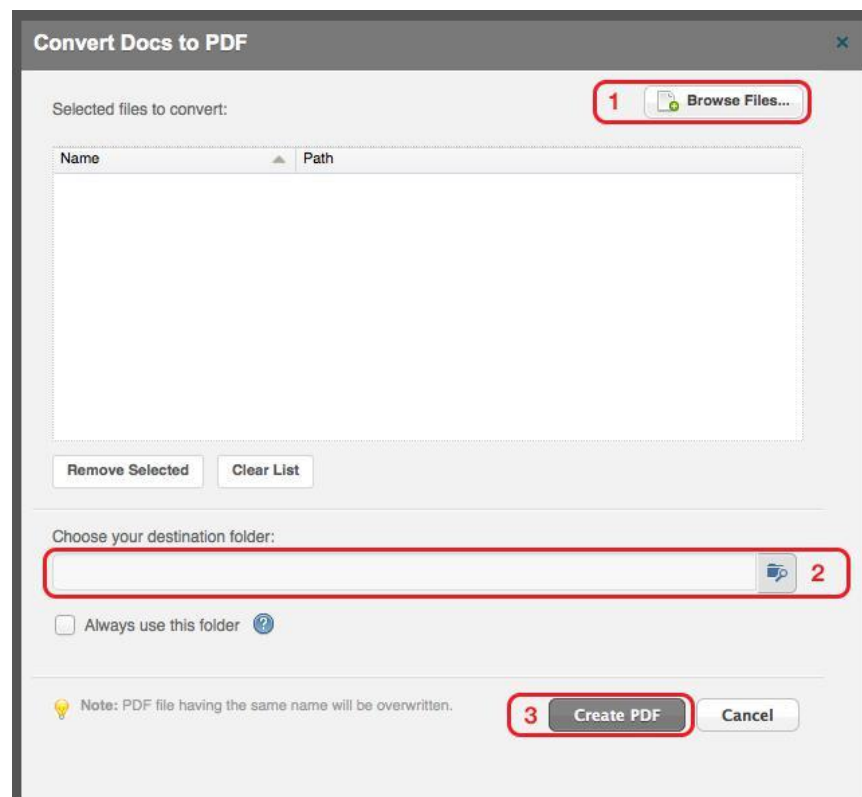 Convert Docs to PDF
Selected files to convert:
1 Browse Files...
Name Path
Remove Selected Clear List
Choose your destination folder:
2
Always use this folder ?
Note: PDF file having the same name will be overwritten.
3 Create PDF Cancel